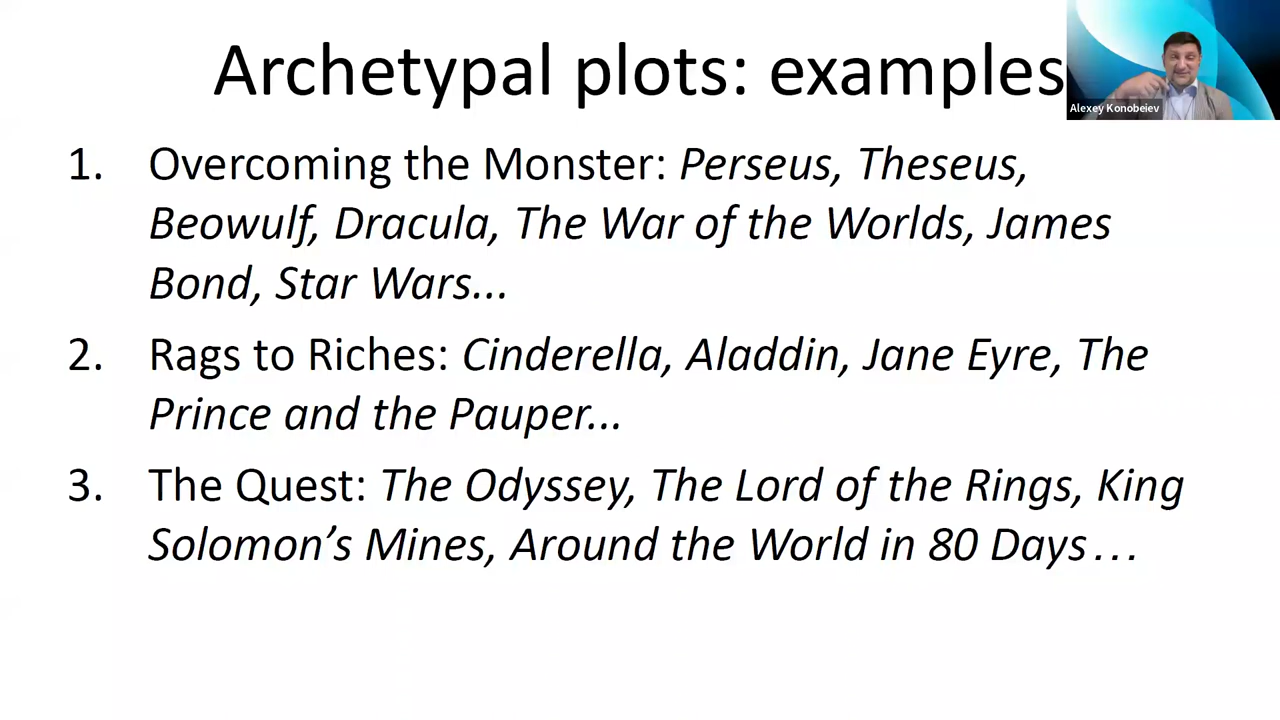 Archetypal plots: examples
Alexey Konobeiev
1. Overcoming the Monster: Perseus, Theseus,
Beowulf, Dracula, The War of the Worlds, James
Bond, Star Wars...
2. Rags to Riches: Cinderella, Aladdin, Jane Eyre, The
Prince and the Pauper...
3. The Quest: The Odyssey, The Lord of the Rings, King
Solomon’s Mines, Around the World in 80 Days…